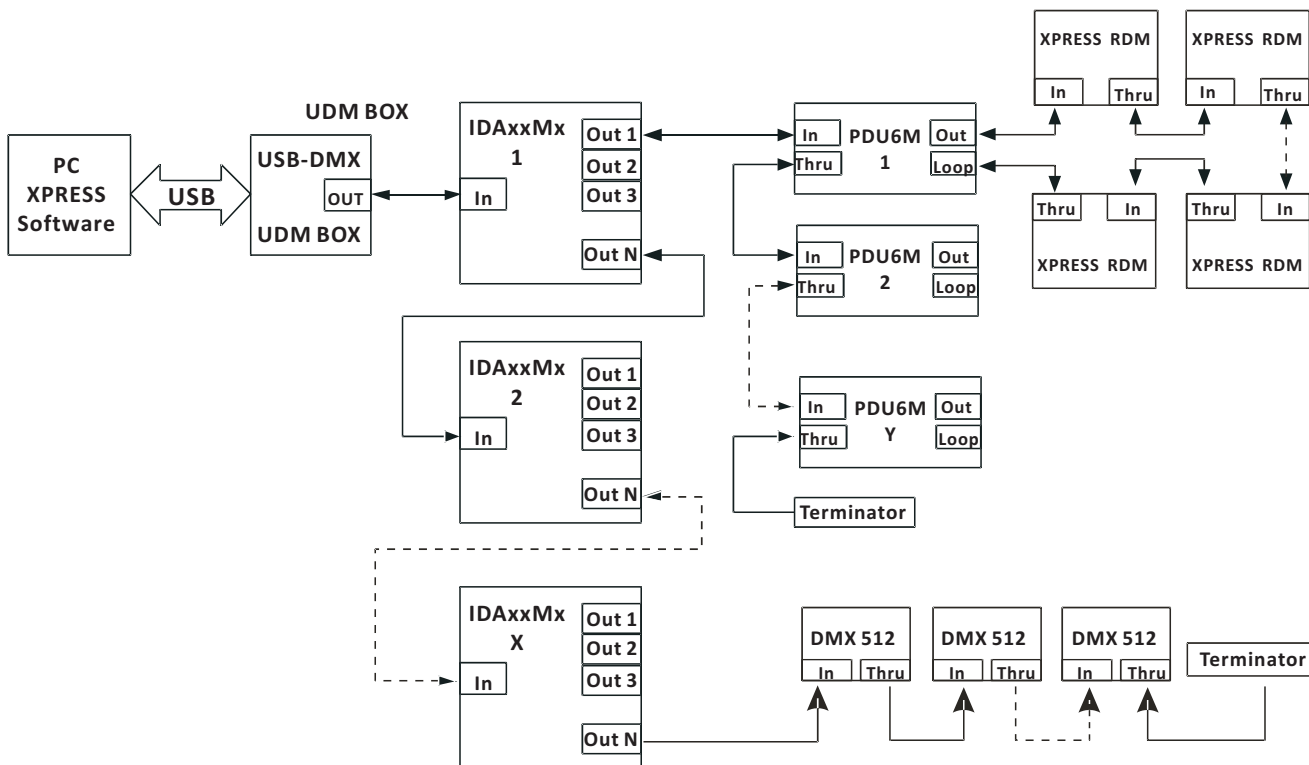 PC
XPRESS
Software
USB
UDM BOX
USB-DMX
OUT
UDM BOX
IDAxxMx
1
In
Out 1
Out 2
Out 3
Out N
IDAxxMx
2
In
Out 1
Out 2
Out 3
Out N
IDAxxMx
X
In
Out 1
Out 2
Out 3
Out N
In
Thru
PDU6M
1
Out
Loop
In
Thru
PDU6M
2
Out
Loop
In
Thru
PDU6M
Y
Out
Loop
Terminator
XPRESS RDM
In
Thru
XPRESS RDM
In
Thru
Thru
In
XPRESS RDM
Thru
In
XPRESS RDM
DMX 512
In
Thru
DMX 512
In
Thru
DMX 512
In
Thru
Terminator